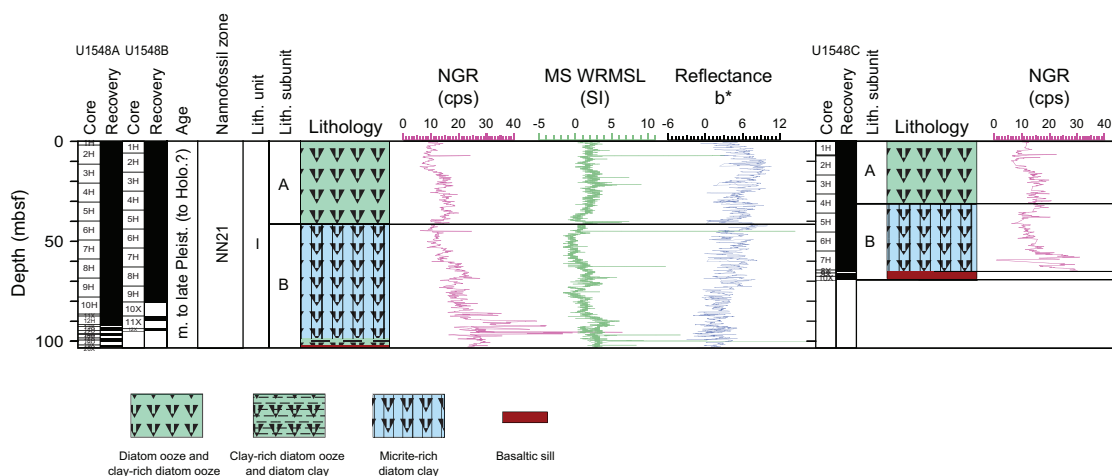 U1548A U1548B
Core
Recovery
Core
Recovery
Age
Nannofossil zone
Lith. unit
Lith. subunit
Lithology
NGR
(cps)
0 10 20 30 40
MS WRMSL
(SI)
-5 0 5 10
Reflectance
b*
-6 0 6 12
U1548C
Core
Recovery
Lith. subunit
Lithology
NGR
(cps)
0 10 20 30 40
Depth (mbsf)
0
50
100
2H
3H
4H
5H
6H
7H
8H
9H
10H
12H
1H
2H
3H
4H
5H
6H
7H
8H
9H
10X
11X
m. to late Pleist. (to Holo.?)
NN21
I
A
B
1H
2H
3H
4H
5H
6H
7H
A
B
Diatom ooze and
clay-rich diatom ooze
Clay-rich diatom ooze
and diatom clay
Micrite-rich
diatom clay
Basaltic sill